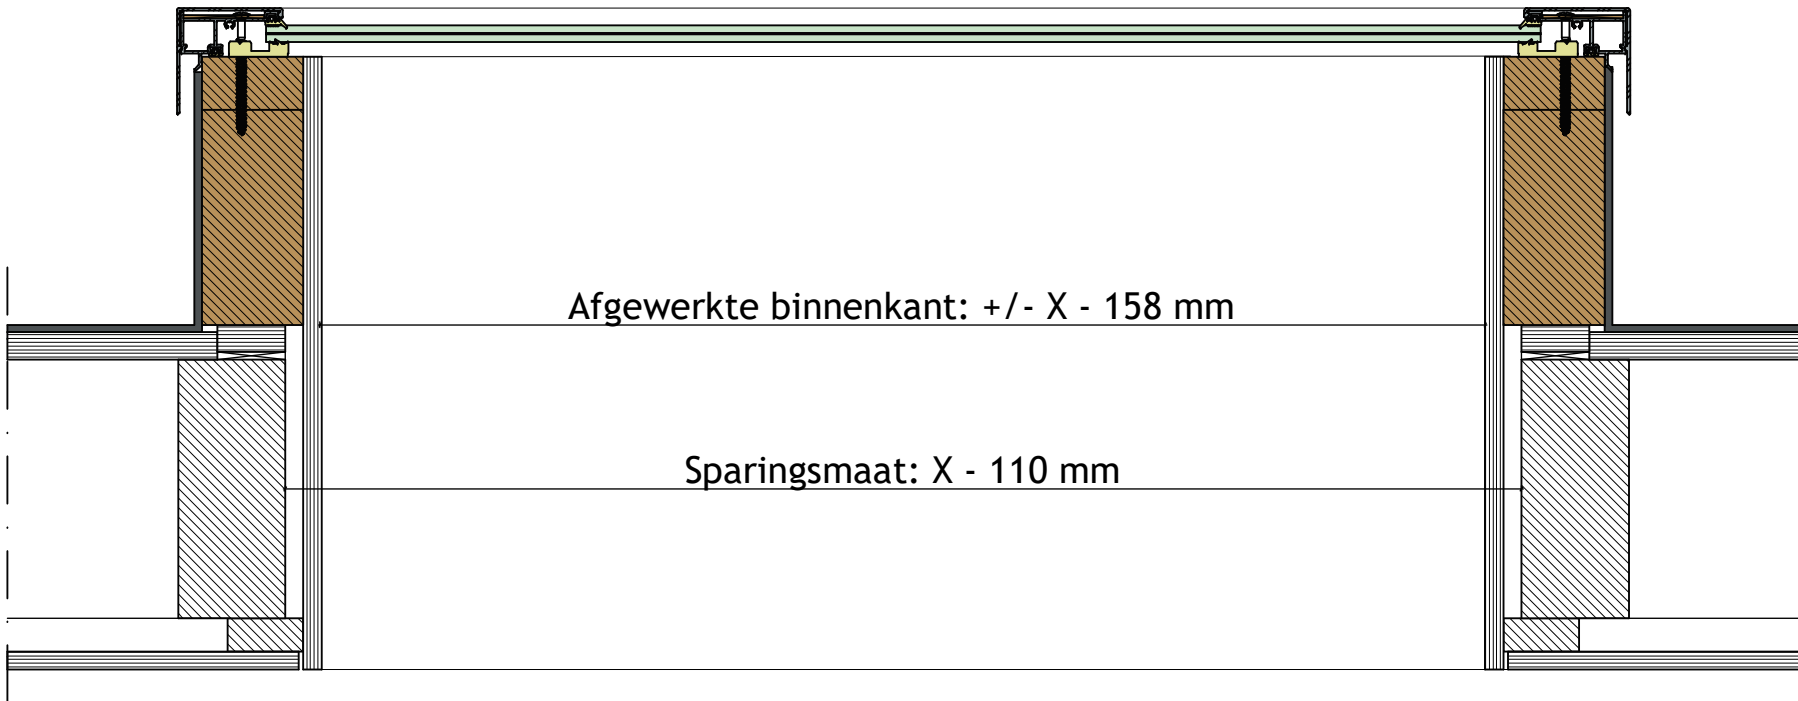 Afgewerkte binnenkant: +/- X - 158 mm
Sparingsmaat: X - 110 mm